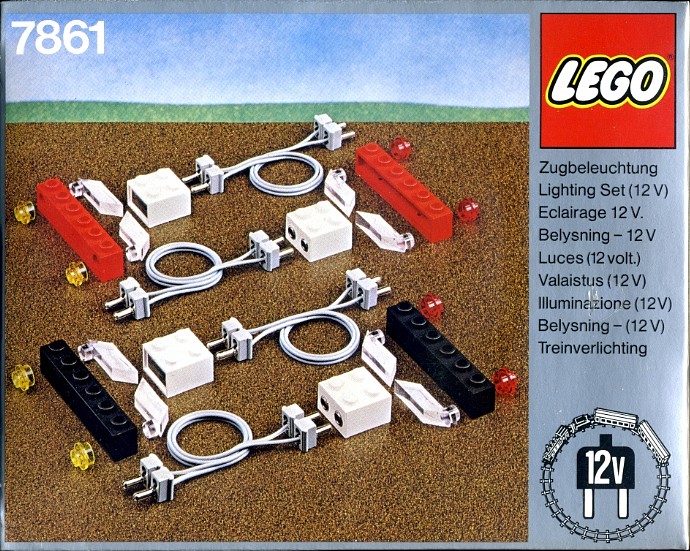 7861
LEGO
Zugbeleuchtung
Lighting Set (12 V)
Eclairage 12 V.
Belysning – 12 V
Luces (12 volt.)
Valaistus (12 V)
Illuminazione (12 V)
Belysning – (12 V)
Treinverlichting
12v